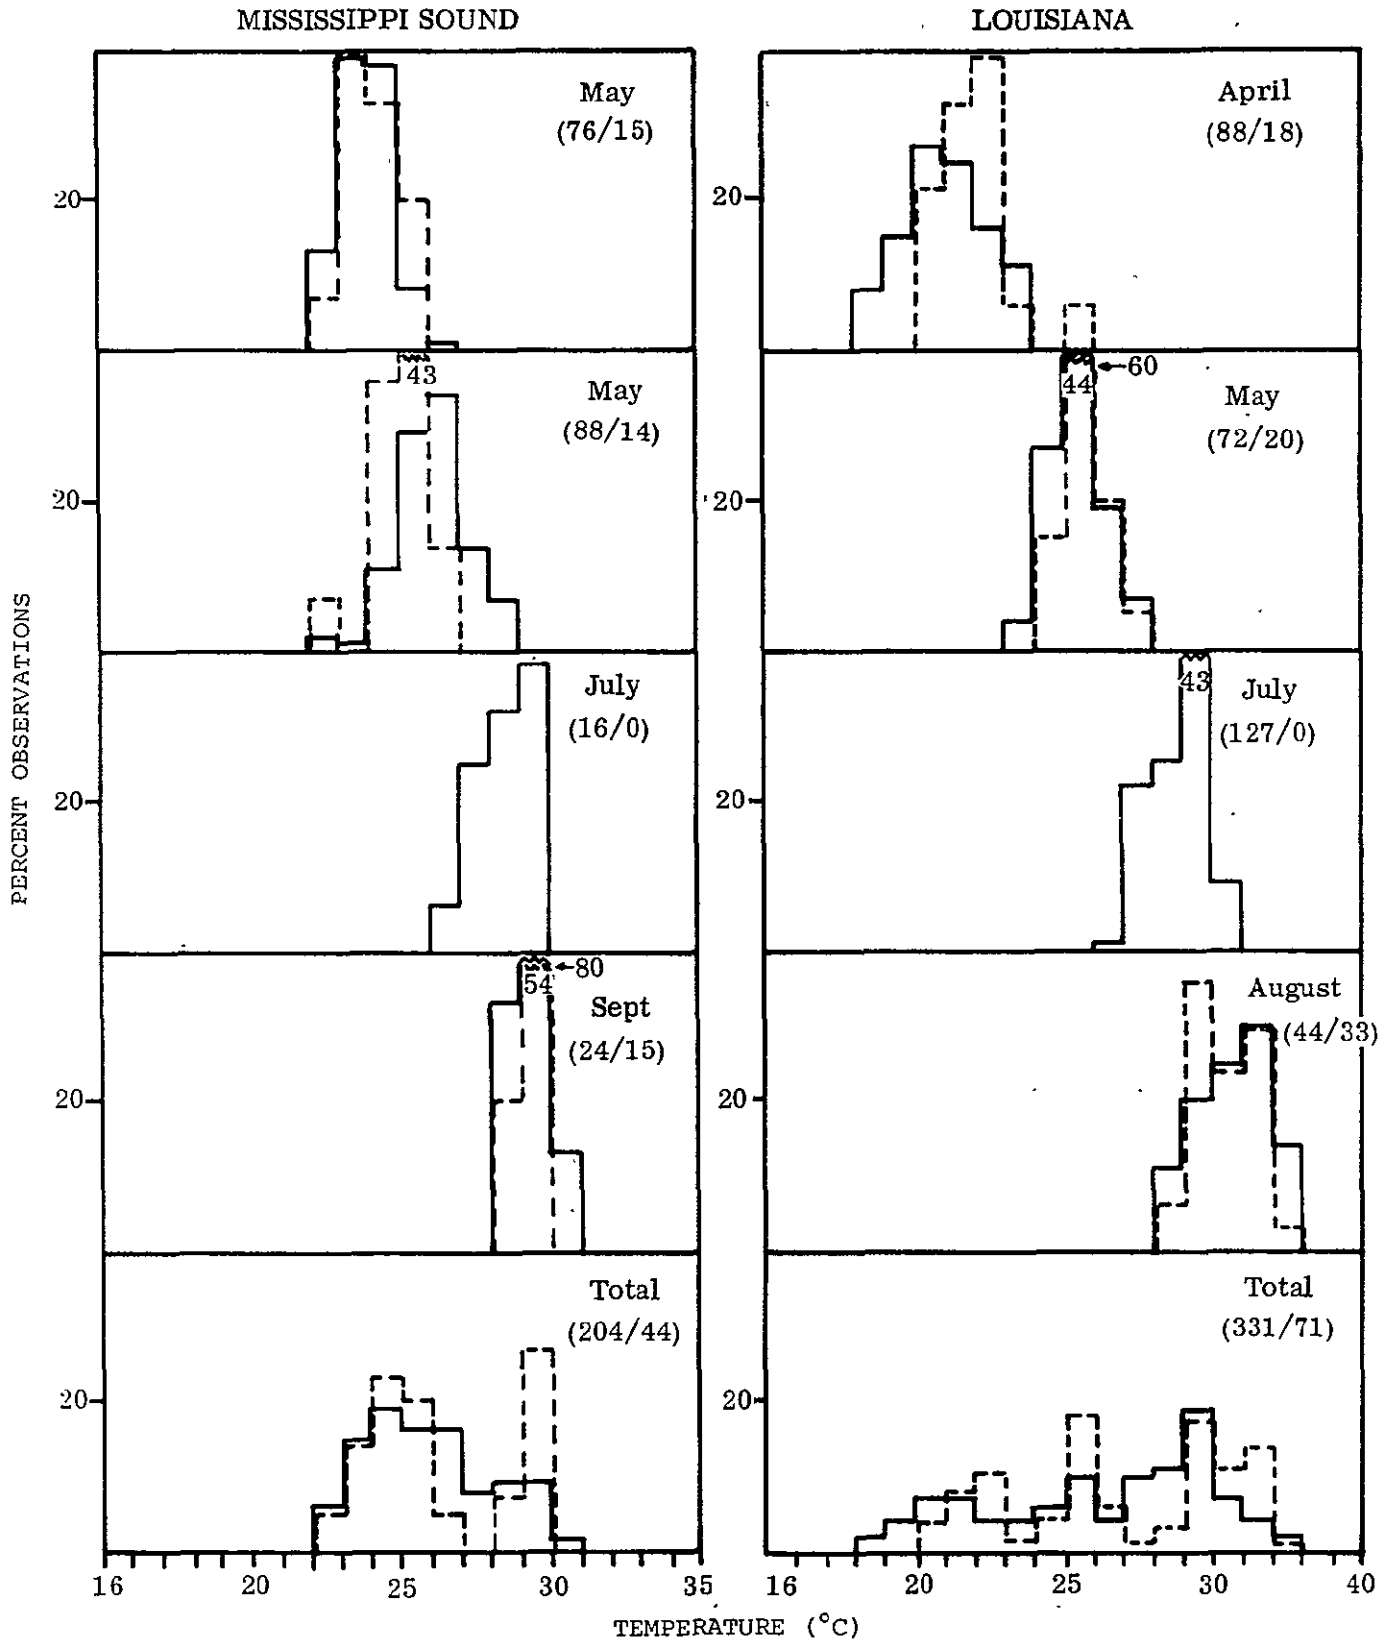 MISSISSIPPI SOUND
LOUISIANA
May
(76/15)
20
April
(88/18)
20
43
May
(88/14)
20
60
44
May
(72/20)
20
July
(16/0)
20
43
July
(127/0)
20
80
54
Sept
(24/15)
20
August
(44/33)
20
Total
(204/44)
20
Total
(331/71)
20
PERCENT OBSERVATIONS
16 20 25 30 35
16 20 25 30 40
TEMPERATURE (°C)